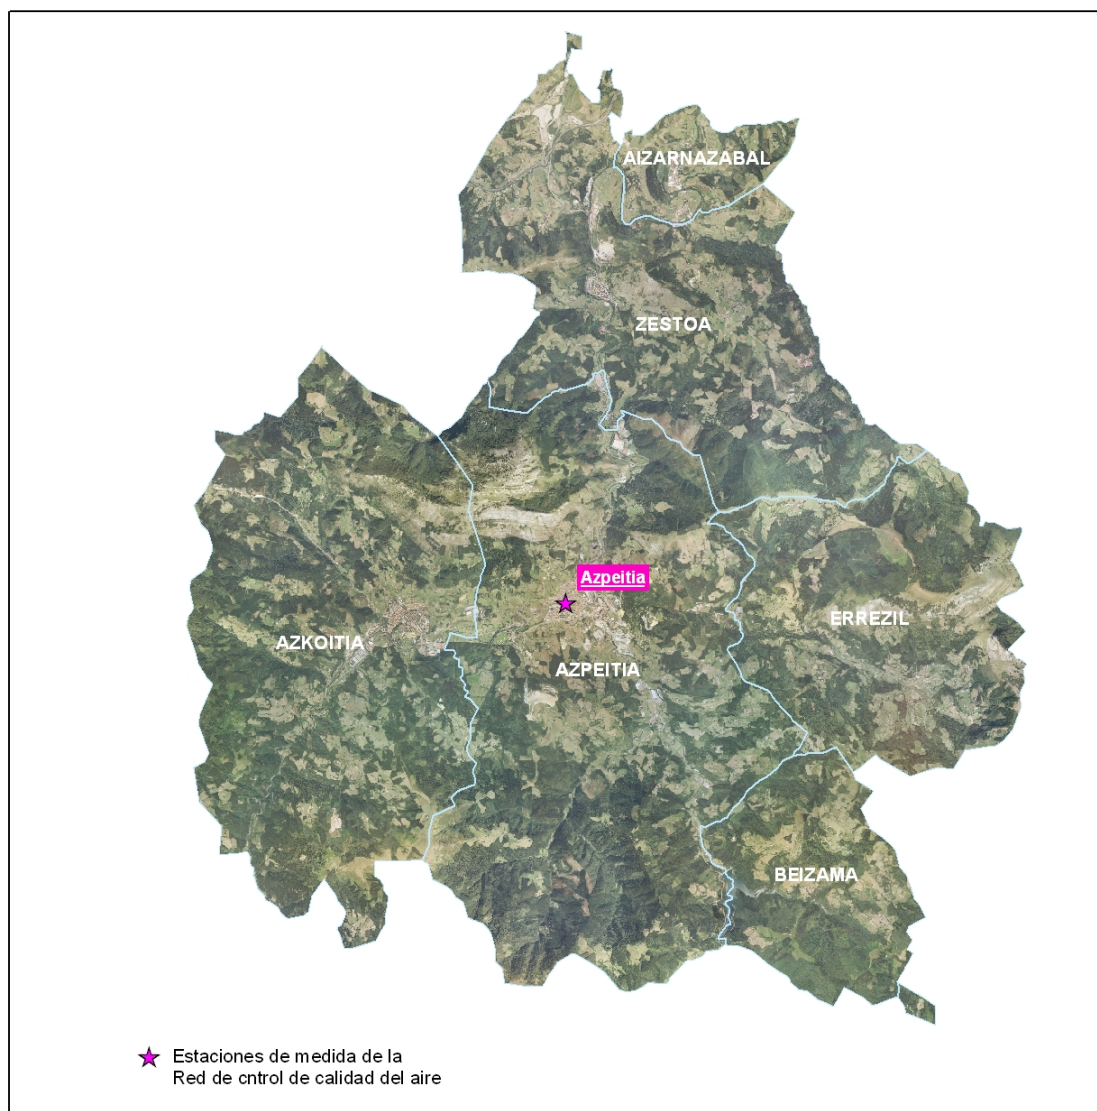 AIZARNAZABAL
ZESTOA
Azpeitia
ERREZIL
AZKOITIA
AZPEITIA
BEIZAMA
Estaciones de medida de la
Red de cntrol de calidad del aire